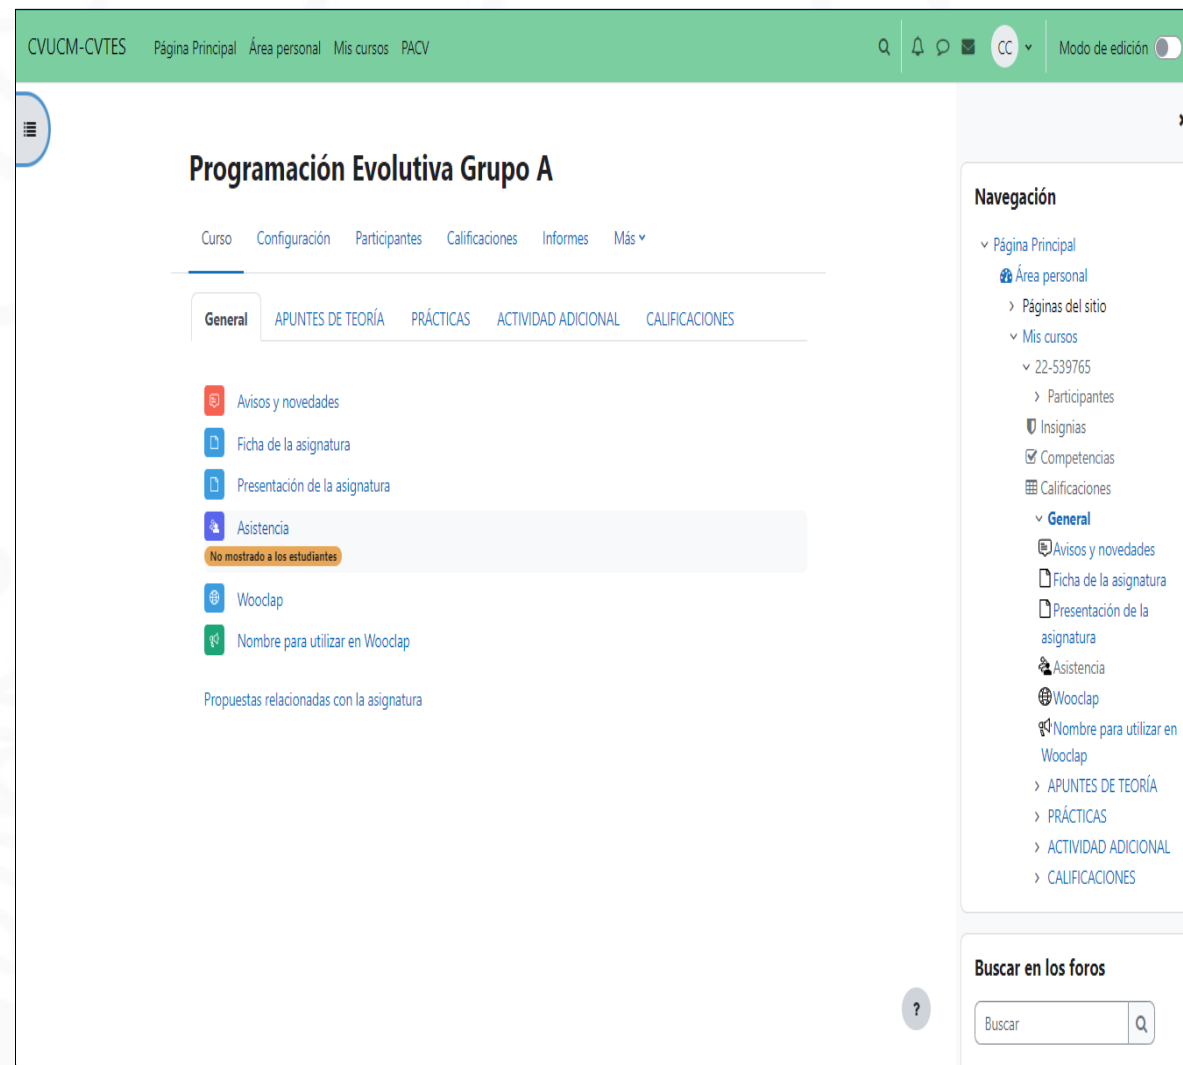 CVUCM-CVTES Página Principal Área personal Mis cursos PACV CC Modo de edición
Programación Evolutiva Grupo A
Curso Configuración Participantes Calificaciones Informes Más
General APUNTES DE TEORÍA PRÁCTICAS ACTIVIDAD ADICIONAL CALIFICACIONES
Avisos y novedades
Ficha de la asignatura
Presentación de la asignatura
Asistencia
No mostrado a los estudiantes
Wooclap
Nombre para utilizar en Wooclap
Propuestas relacionadas con la asignatura
Navegación
Página Principal
Área personal
Páginas del sitio
Mis cursos
22-539765
Participantes
Insignias
Competencias
Calificaciones
General
Avisos y novedades
Ficha de la asignatura
Presentación de la
asignatura
Asistencia
Wooclap
Nombre para utilizar en
Wooclap
APUNTES DE TEORÍA
PRÁCTICAS
ACTIVIDAD ADICIONAL
CALIFICACIONES
Buscar en los foros
Buscar
?